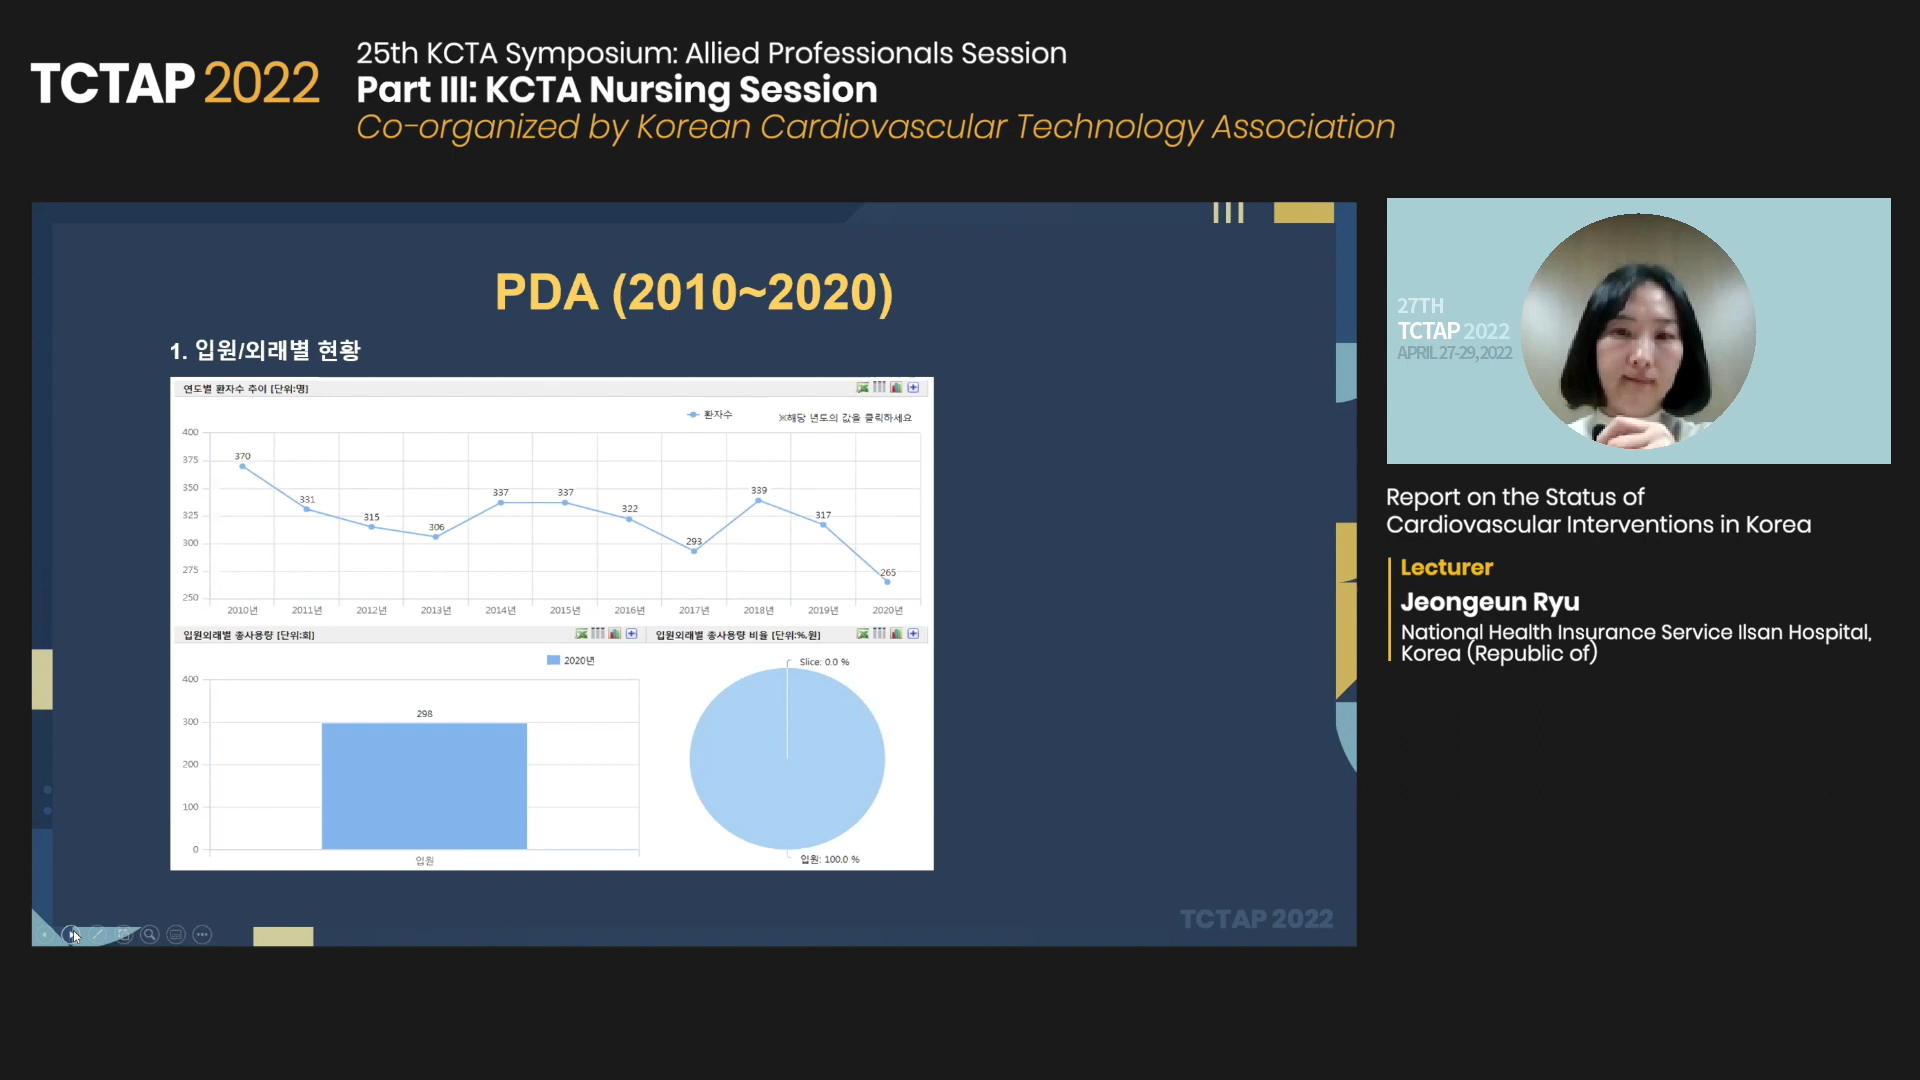 TCTAP 2022
25th KCTA Symposium: Allied Professionals Session
Part III: KCTA Nursing Session
Co-organized by Korean Cardiovascular Technology Association
PDA (2010~2020)
1. 입원/외래별 현황
연도별 환자수 추이 [단위:명]
환자수
※해당 년도의 값을 클릭하세요
400
375
350
325
300
275
250
370
331
315
306
337
337
322
293
339
317
265
2010년 2011년 2012년 2013년 2014년 2015년 2016년 2017년 2018년 2019년 2020년
입원외래별 총사용량 [단위:회]
2020년
400
300
200
100
0
298
입원
입원외래별 총사용량 비율 [단위:%,원]
Slice: 0.0 %
입원: 100.0 %
TCTAP 2022
27TH
TCTAP 2022
APRIL 27-29, 2022
Report on the Status of
Cardiovascular Interventions in Korea
Lecturer
Jeongeun Ryu
National Health Insurance Service Ilsan Hospital,
Korea (Republic of)